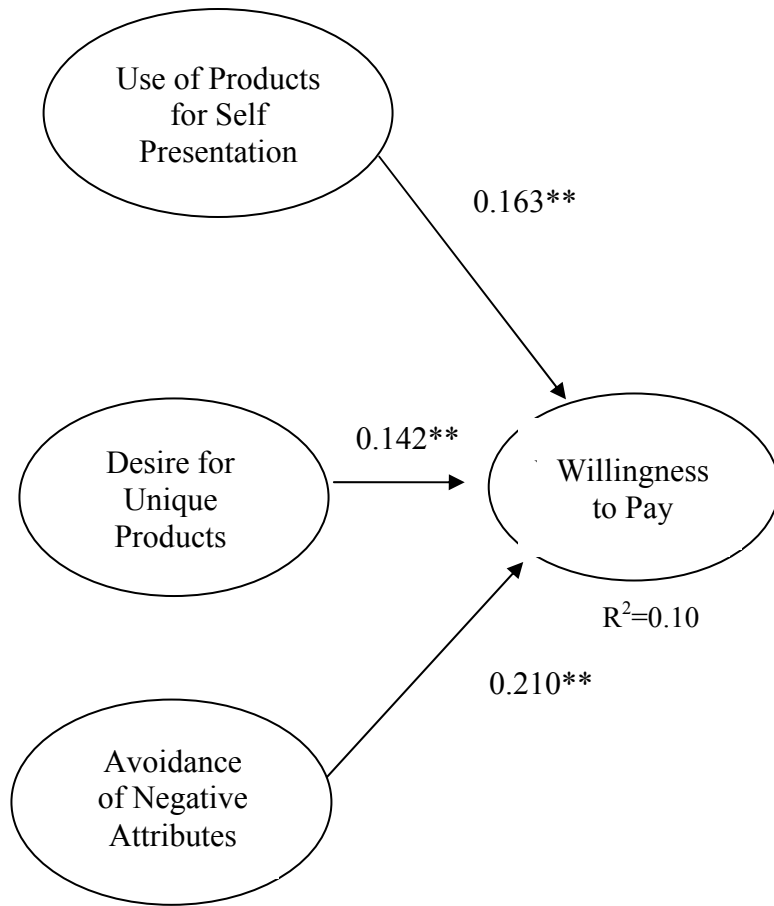 Use of Products
for Self
Presentation
0.163**
0.142**
Desire for
Unique
Products
Willingness
to Pay
R²=0.10
0.210**
Avoidance
of Negative
Attributes